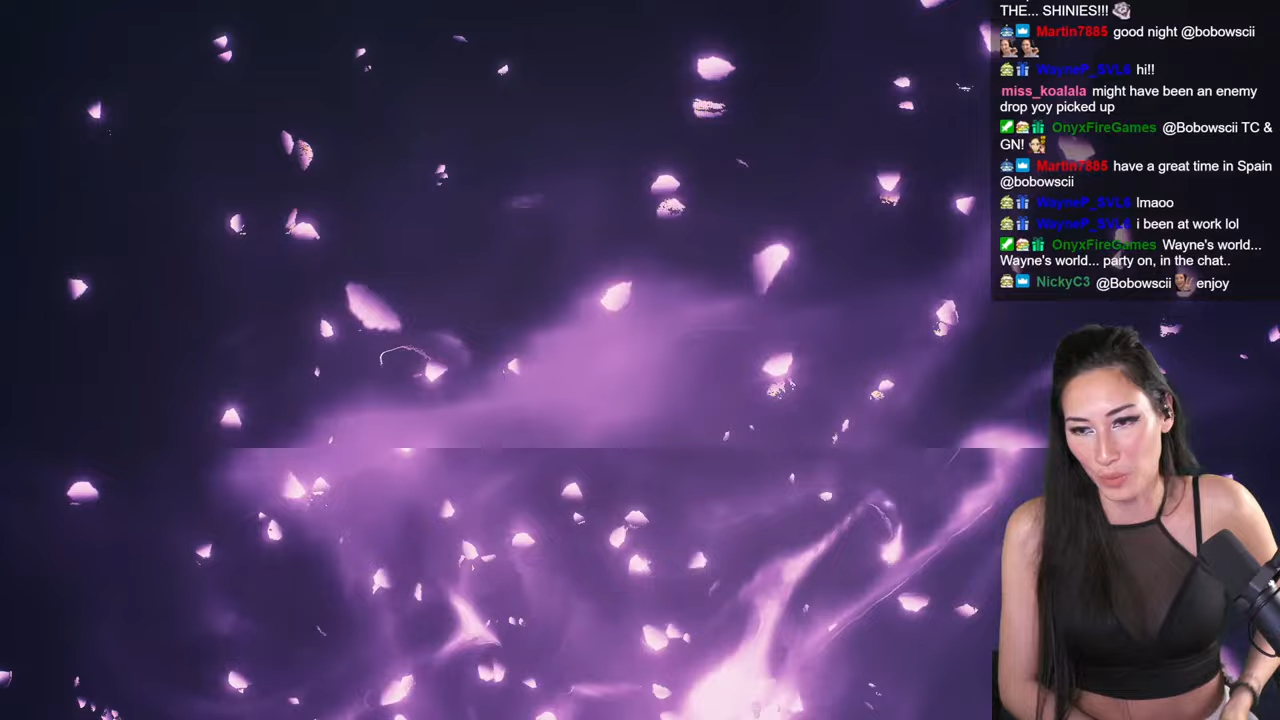 THE... SHINIES!!!
Martin7885 good night @bobowscii
WayneP_SVL6 hi!!
miss_koalala might have been an enemy
drop yoy picked up
OnyxFireGames @Bobowscii TC &
GN!
Martin7885 have a great time in Spain
@bobowscii
WayneP_SVL6 lmaoo
WayneP_SVL6 i been at work lol
OnyxFireGames Wayne's world...
Wayne's world... party on, in the chat..
NickyC3 @Bobowscii enjoy